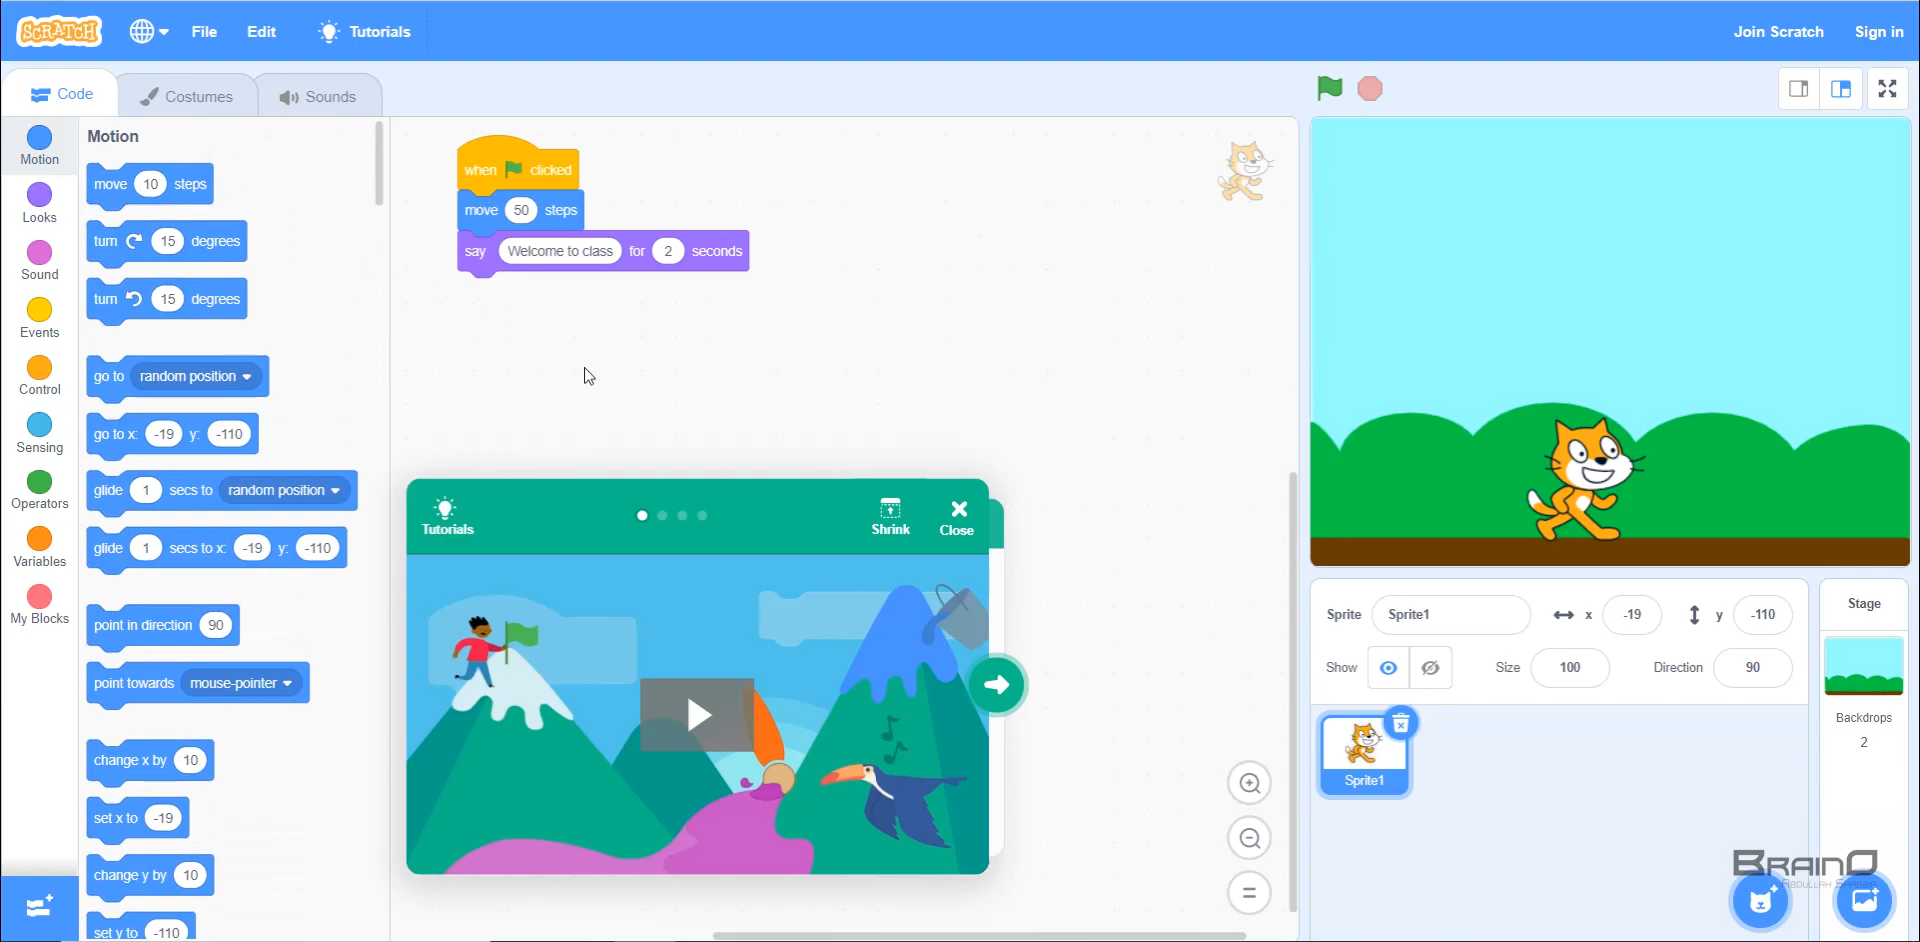 SCRATCH File Edit Tutorials Join Scratch Sign in
Code Costumes Sounds
Motion
Looks
Sound
Events
Control
Sensing
Operators
Variables
My Blocks
Motion
move 10 steps
turn 15 degrees
turn 15 degrees
go to random position
go to x: -19 y: -110
glide 1 secs to random position
glide 1 secs to x: -19 y: -110
point in direction 90
point towards mouse-pointer
change x by 10
set x to -19
change y by 10
set y to -110
when clicked
move 50 steps
say Welcome to class for 2 seconds
Tutorials Shrink Close
Sprite Sprite1 x -19 y -110
Show Size 100 Direction 90
Sprite1
Stage
Backdrops
2
BRAINO
ABDULLAH SHABBIR